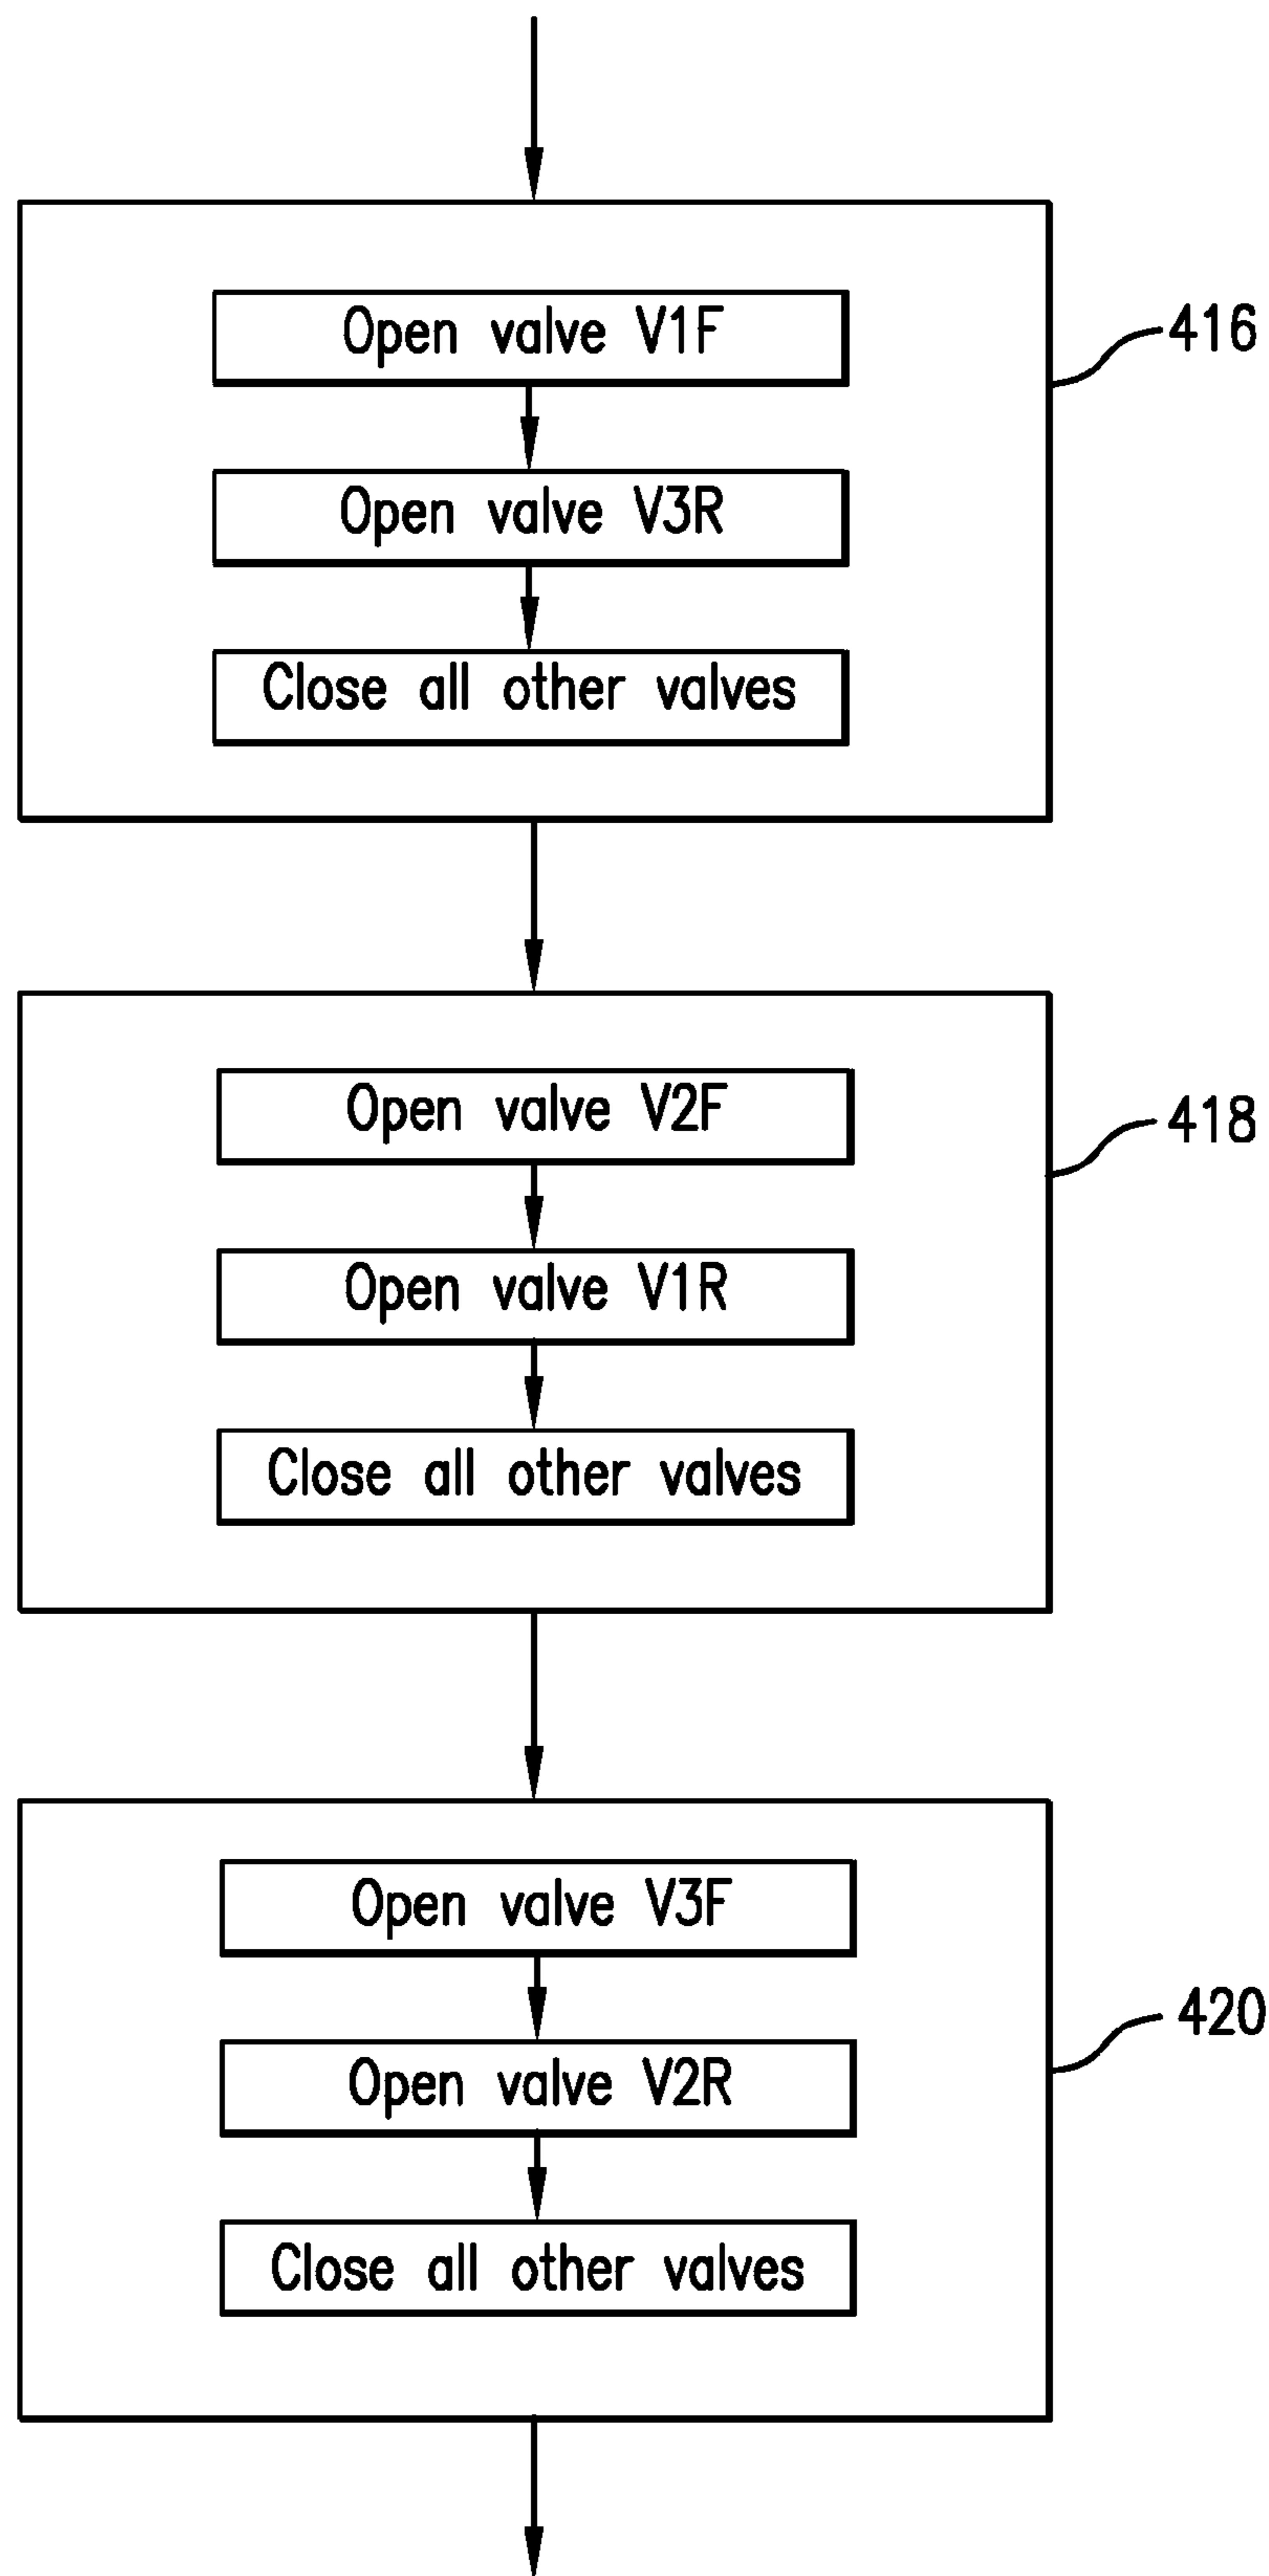 Open valve V1F
416
Open valve V3R
Close all other valves
Open valve V2F
418
Open valve V1R
Close all other valves
Open valve V3F
420
Open valve V2R
Close all other valves